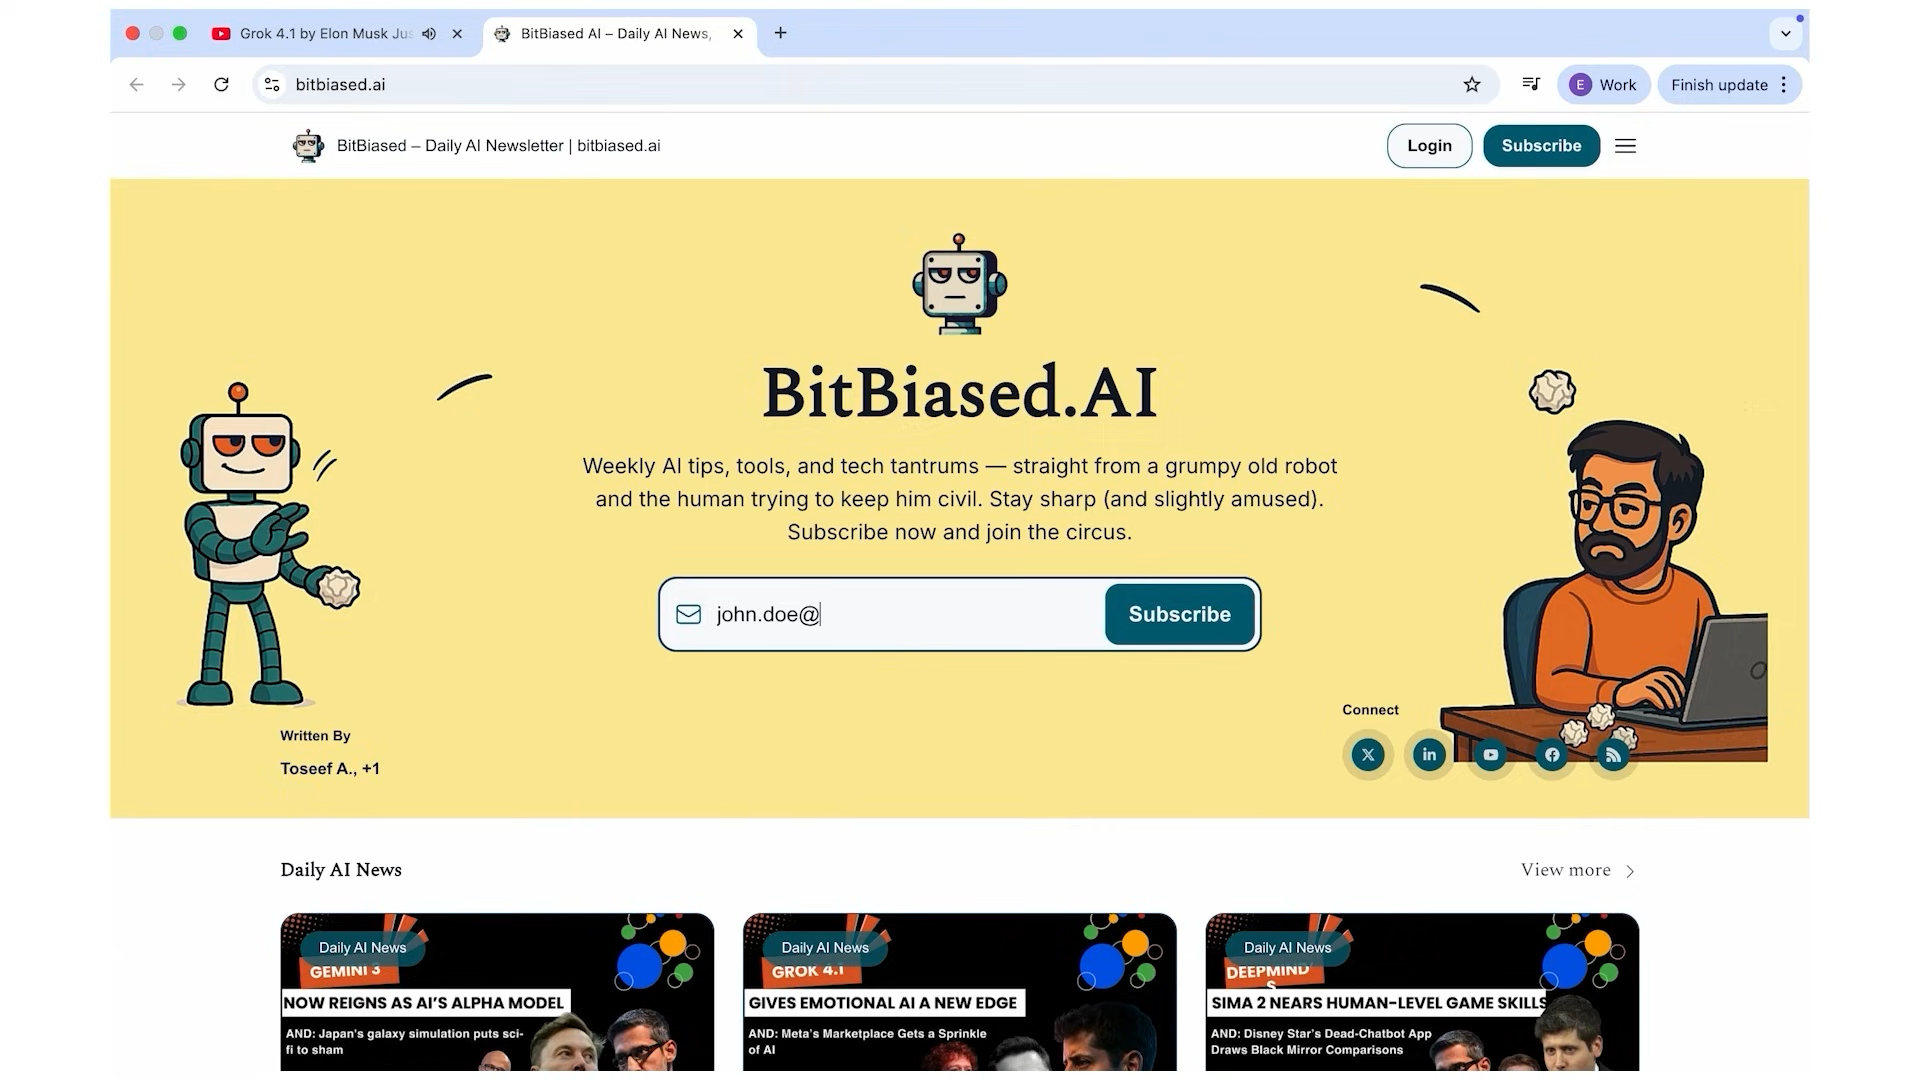 Grok 4.1 by Elon Musk Jus
BitBiased AI – Daily AI News,
bitbiased.ai
E
Work
Finish update
BitBiased – Daily AI Newsletter | bitbiased.ai
Login
Subscribe
BitBiased.AI
Weekly AI tips, tools, and tech tantrums — straight from a grumpy old robot
and the human trying to keep him civil. Stay sharp (and slightly amused).
Subscribe now and join the circus.
john.doe@
Subscribe
Written By
Toseef A., +1
Connect
X
in
Daily AI News
View more
Daily AI News
GEMINI 3
NOW REIGNS AS AI'S ALPHA MODEL
AND: Japan's galaxy simulation puts sci-
fi to sham
Daily AI News
GROK 4.1
GIVES EMOTIONAL AI A NEW EDGE
AND: Meta's Marketplace Gets a Sprinkle
of AI
Daily AI News
DEEPMIND'
S
SIMA 2 NEARS HUMAN-LEVEL GAME SKILLS
AND: Disney Star's Dead-Chatbot App
Draws Black Mirror Comparisons